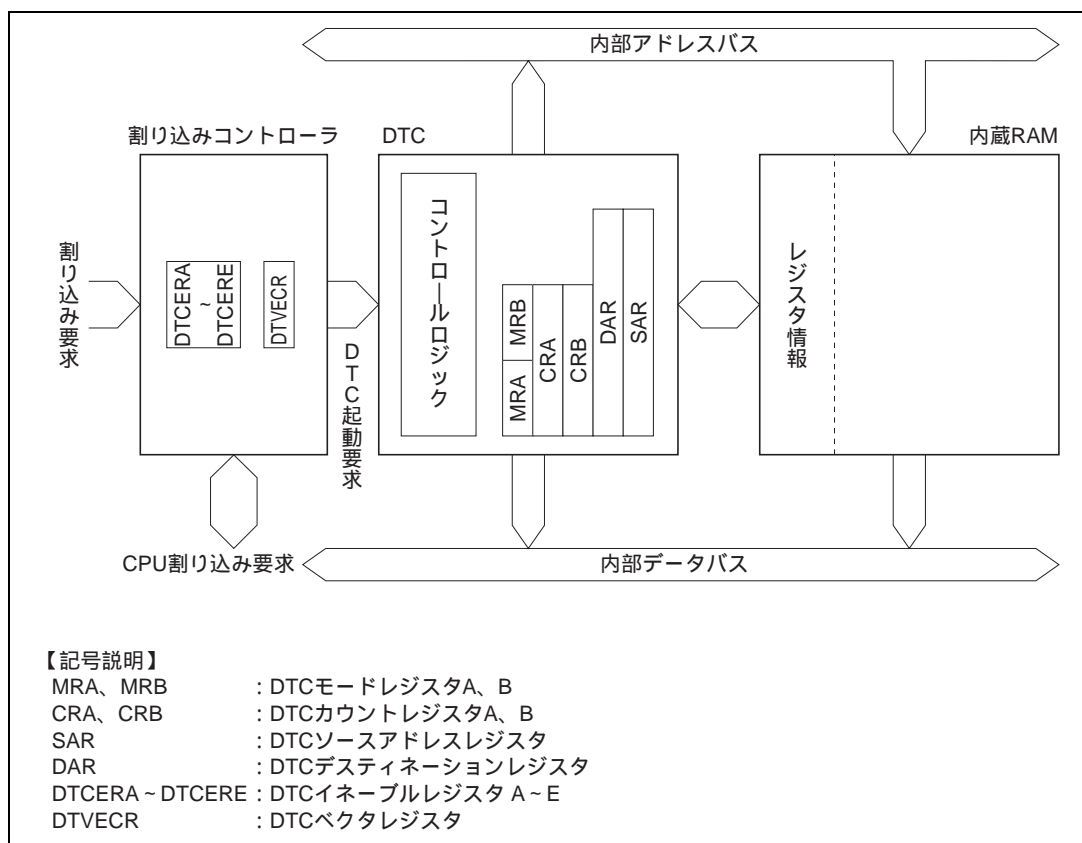 内部アドレスバス
割り込みコントローラ
DTC
内蔵RAM
割り込み要求
DTCERA
~
DTCERE
DTVECR
DTC起動要求
コントロールロジック
MRA
MRB
CRA
CRB
DAR
SAR
レジスタ情報
CPU割り込み要求
内部データバス
【記号説明】
MRA、MRB : DTCモードレジスタA、B
CRA、CRB : DTCカウントレジスタA、B
SAR : DTCソースアドレスレジスタ
DAR : DTCデスティネーションレジスタ
DTCERA ~ DTCERE : DTCイネーブルレジスタ A ~ E
DTVECR : DTCベクタレジスタ